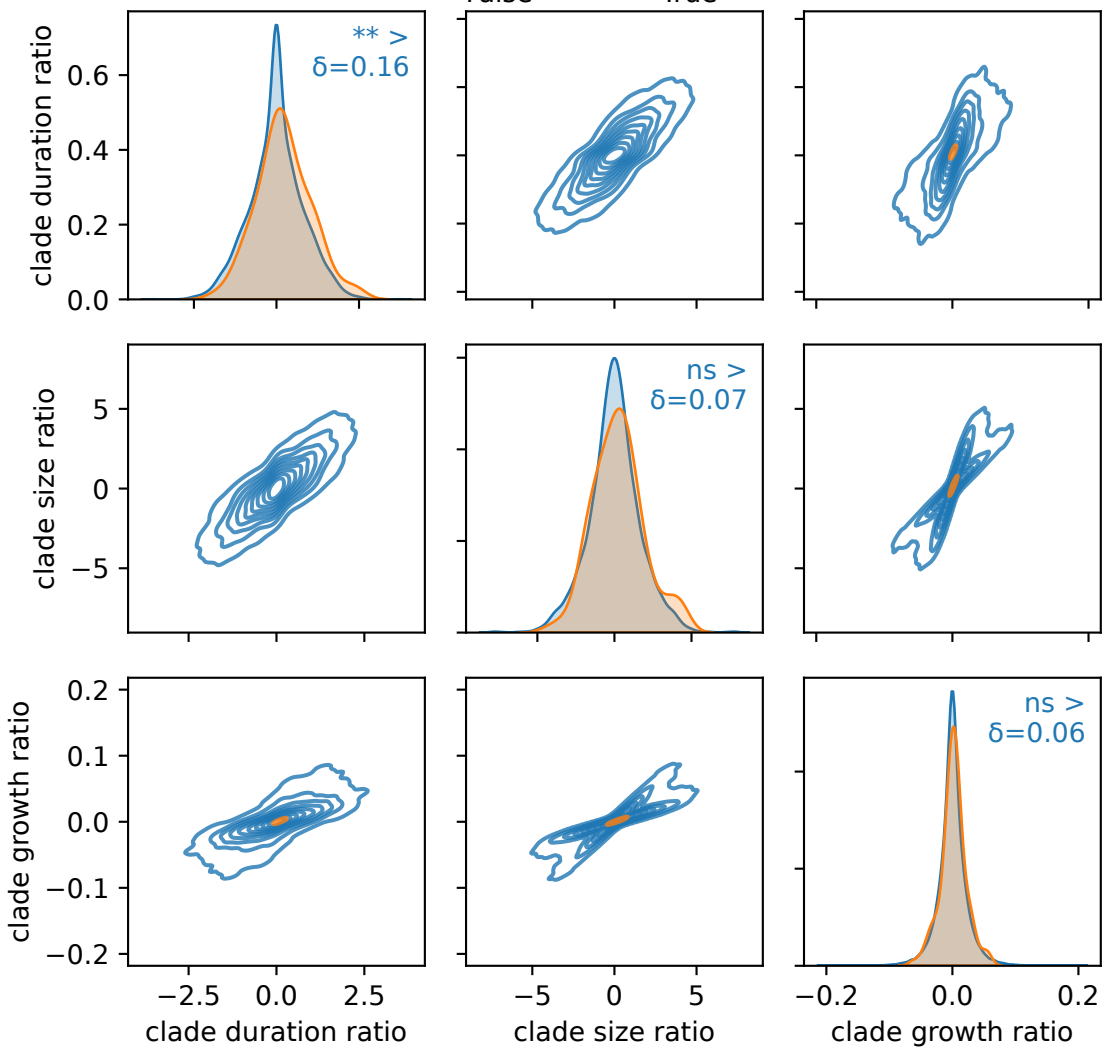 False True
clade duration ratio
0.6
0.4
0.2
0.0
** >
δ=0.16
clade size ratio
5
0
−5
ns >
δ=0.07
clade growth ratio
0.2
0.1
0.0
−0.1
−0.2
ns >
δ=0.06
−2.5 0.0 2.5
−5 0 5
−0.2 0.0 0.2
clade duration ratio
clade size ratio
clade growth ratio